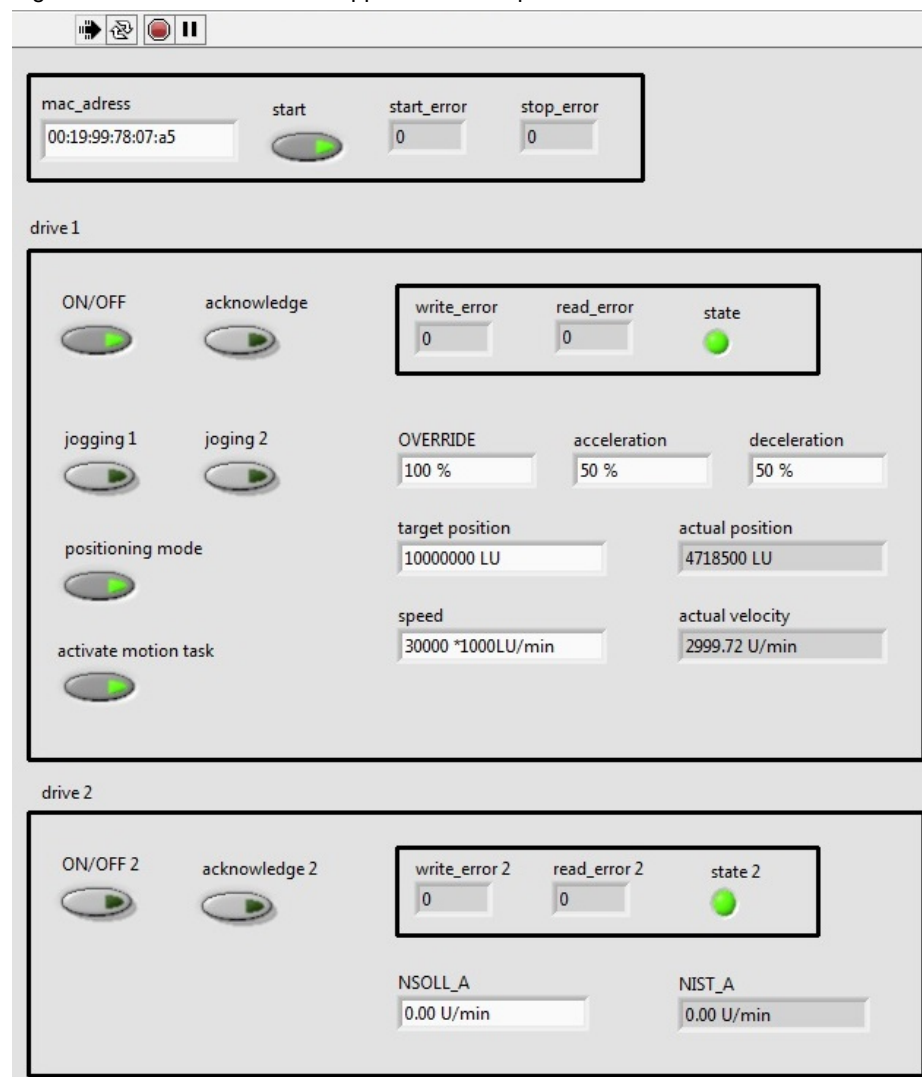 mac_adress
start
start_error
stop_error
00:19:99:78:07:a5
0
0
drive 1
ON/OFF
acknowledge
write_error
read_error
state
0
0
jogging 1
joging 2
OVERRIDE
acceleration
deceleration
100 %
50 %
50 %
positioning mode
target position
actual position
10000000 LU
4718500 LU
activate motion task
speed
actual velocity
30000 *1000LU/min
2999.72 U/min
drive 2
ON/OFF 2
acknowledge 2
write_error 2
read_error 2
state 2
0
0
NSOLL_A
NIST_A
0.00 U/min
0.00 U/min